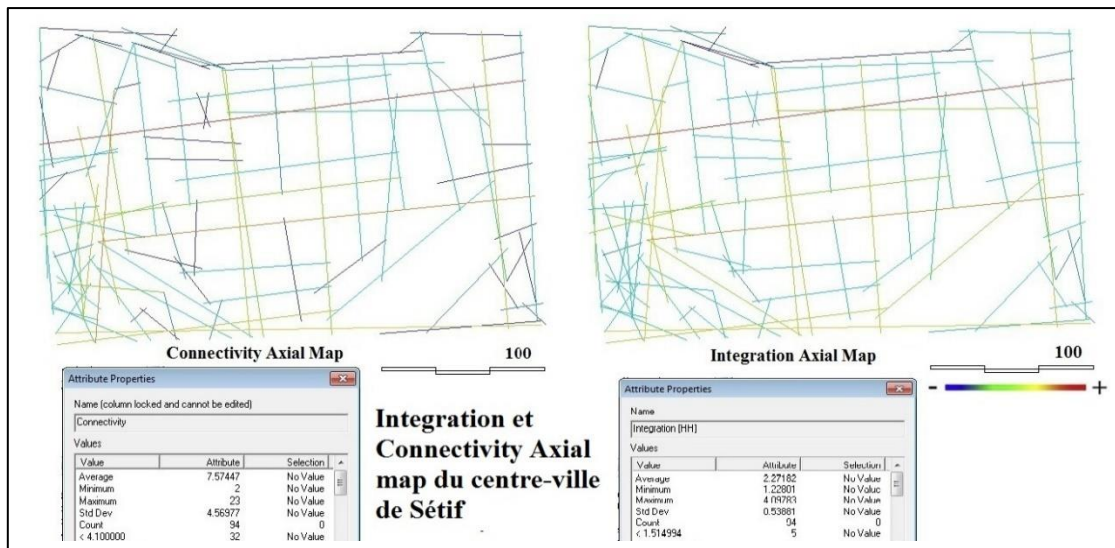 Connectivity Axial Map
100
Attribute Properties
Name (column locked and cannot be edited)
Connectivity
Values
Value Attribute Selection
Average 7.57447 No Value
Minimum 2 No Value
Maximum 23 No Value
Std Dev 4.56977 No Value
Count 94 0
< 4.100000 32 No Value
Integration et
Connectivity Axial
map du centre-ville
de Sétif
Integration Axial Map
100
- +
Attribute Properties
Name
Integration [HH]
Values
Value Attribute Selection
Average 2.27182 No Value
Minimum 1.22801 No Value
Maximum 4.09783 No Value
Std Dev 0.53881 No Value
Count 94 0
< 1.514994 5 No Value